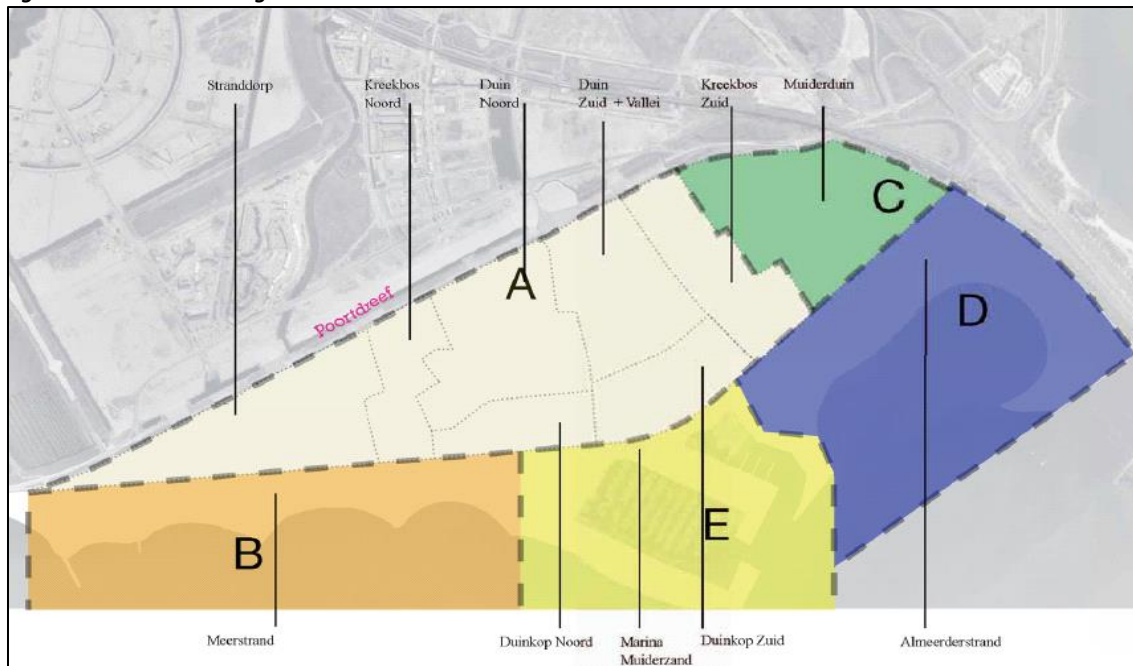 Stranddorp
Kreekbos
Noord
Duin
Noord
Duin
Zuid + Vallei
Kreekbos
Zuid
Muiderduin
C
A
D
Poortdreef
E
B
Meerstrand
Duinkop Noord
Marina
Muiderzand
Duinkop Zuid
Almeerderstrand